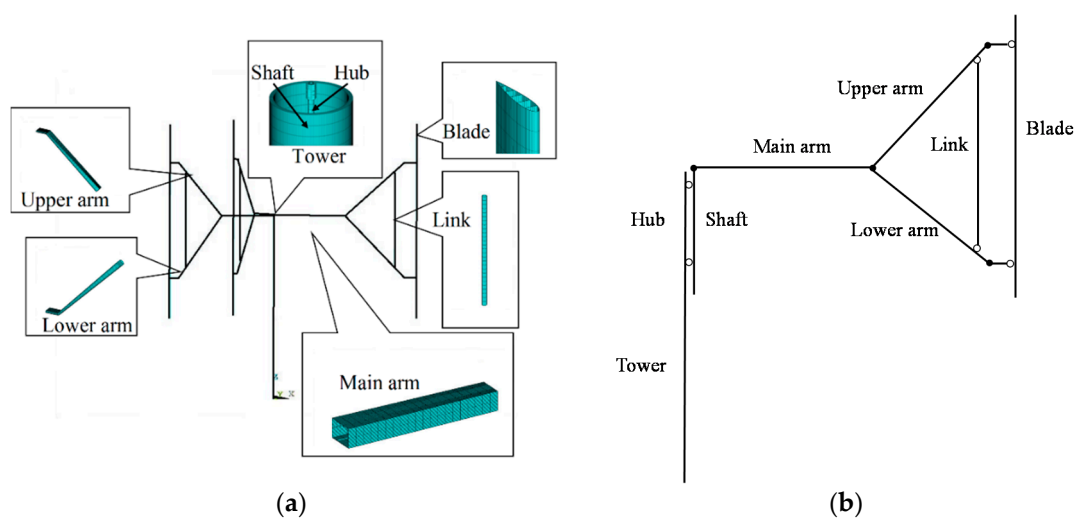 Shaft Hub
Tower
Blade
Upper arm
Link
Lower arm
Main arm
Z
Y X
(a)
Upper arm
Blade
Main arm
Link
Hub
Shaft
Lower arm
Tower
(b)